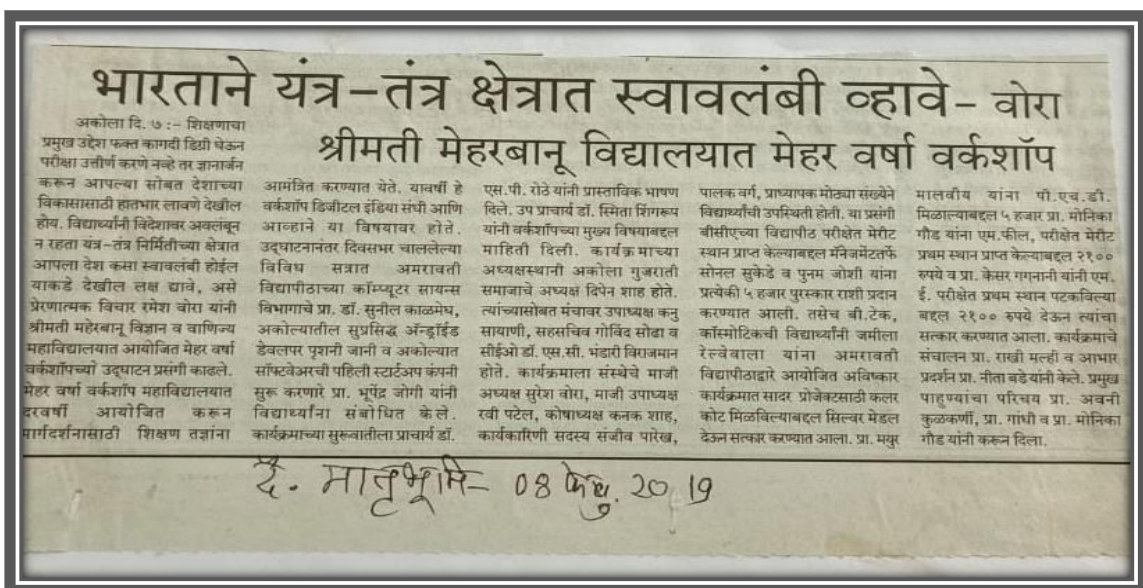 भारताने यंत्र-तंत्र क्षेत्रात स्वावलंबी व्हावे- वोरा
श्रीमती मेहरबानू विद्यालयात मेहर वर्षा वर्कशॉप
अकोला दि. ७ :- शिक्षणाचा
प्रमुख उद्देश फक्त कागदी डिग्री घेऊन
परीक्षा उत्तीर्ण करणे नव्हे तर ज्ञानार्जन
करून आपल्या सोबत देशाच्या
विकासासाठी हातभार लावणे देखील
होय. विद्यार्थ्यांनी विदेशावर अवलंबून
न रहता यंत्र-तंत्र निर्मितीच्या क्षेत्रात
आपला देश कसा स्वावलंबी होईल
याकडे देखील लक्ष द्यावे, असे
प्रेरणात्मक विचार रमेश वोरा यांनी
श्रीमती महेरबानू विज्ञान व वाणिज्य
महाविद्यालयात आयोजित मेहर वर्षा
वर्कशॉपच्यों उद्घाटन प्रसंगी काढले.
मेहर वर्षा वर्कशॉप महाविद्यालयात
दरवर्षी आयोजित करून
मार्गदर्शनासाठी शिक्षण तज्ञांना
आमंत्रित करण्यात येते. यावर्षी हे
वर्कशॉप डिजीटल इंडिया संधी आणि
आव्हाने या विषयावर होते.
उद्घाटनानंतर दिवसभर चाललेल्या
विविध सत्रात अमरावती
विद्यापीठाच्या कॉम्प्युटर सायन्स
विभागाचे प्रा. डॉ. सुनील काळमेघ,
अकोल्यातील सुप्रसिद्ध अॅन्ड्रॉईड
डेवलपर पृशनी जानी व अकोल्यात
सॉफ्टवेअरची पहिली स्टार्टअप कंपनी
सुरू करणारे प्रा. भूपेंद्र जोगी यांनी
विद्यार्थ्यांना संबोधित केले.
कार्यक्रमाच्या सुरूवातीला प्राचार्य डॉ.
एस.पी. रोठे यांनी प्रास्ताविक भाषण
दिले. उप प्राचार्य डॉ. स्मिता शिंगरूप
यांनी वर्कशॉपच्या मुख्य विषयाबद्दल
माहिती दिली. कार्यक्रमाच्या
अध्यक्षस्थानी अकोला गुजराती
समाजाचे अध्यक्ष दिपेन शाह होते.
त्यांच्यासोबत मंचावर उपाध्यक्ष कनु
सायाणी, सहसचिव गोविंद सोढा व
सीईओ डॉ. एस.सी. भंडारी विराजमान
होते. कार्यक्रमाला संस्थेचे माजी
अध्यक्ष सुरेश वोरा, माजी उपाध्यक्ष
रवी पटेल, कोषाध्यक्ष कनक शाह,
कार्यकारिणी सदस्य संजीव पारेख,
पालक वर्ग, प्राध्यापक मोठ्या संख्येने
विद्यार्थ्यांची उपस्थिती होती. या प्रसंगी
बीसीएच्या विद्यापीठ परीक्षेत मेरीट
स्थान प्राप्त केल्याबद्दल मॅनेजमेंटतर्फे
सोनल सुकेडे व पुनम जोशी यांना
प्रत्येकी ५ हजार पुरस्कार राशी प्रदान
करण्यात आली. तसेच बी.टेक,
कॉस्मोटिकची विद्यार्थ्यांनी जमीला
रेल्वेवाला यांना अमरावती
विद्यापीठाद्वारे आयोजित अविष्कार
कार्यक्रमात सादर प्रोजेक्टसाठी कलर
कोट मिळविल्याबद्दल सिल्वर मेडल
देऊन सत्कार करण्यात आला. प्रा. मयुर
मालवीय यांना पी.एच.डी.
मिळाल्याबद्दल ५ हजार प्रा. मोनिका
गौड यांना एम.फील, परीक्षेत मेरीट
प्रथम स्थान प्राप्त केल्याबद्दल २१००
रुपये व प्रा. केसर गगनानी यांनी एम.
ई. परीक्षेत प्रथम स्थान पटकविल्या
बद्दल २१०० रुपये देऊन त्यांचा
सत्कार करण्यात आला. कार्यक्रमाचे
संचालन प्रा. राखी मल्ही व आभार
प्रदर्शन प्रा. नीता बडे यांनी केले. प्रमुख
पाहुण्यांचा परिचय प्रा. अवनी
कुळकर्णी, प्रा. गांधी व प्रा. मोनिका
गौड यांनी करून दिला.
दै. मातृभूमि- 08 फेब्रु. 2019